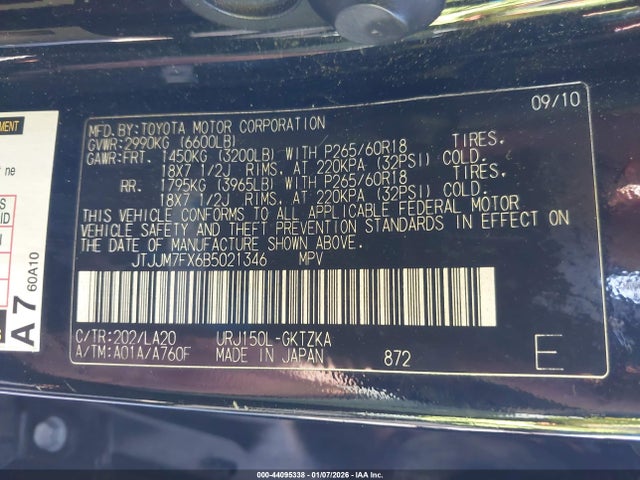 09/10
MFD.BY:TOYOTA MOTOR CORPORATION
GVWR:2990KG (6600LB)
GAWR:FRT. 1450KG (3200LB) WITH P265/60R18 TIRES.
18X7 1/2J RIMS, AT 220KPA (32PSI) COLD.
RR. 1795KG (3965LB) WITH P265/60R18 TIRES.
18X7 1/2J RIMS, AT 220KPA (32PSI) COLD.
THIS VEHICLE CONFORMS TO ALL APPLICABLE FEDERAL MOTOR
VEHICLE SAFETY AND THEFT PREVENTION STANDARDS IN EFFECT ON
THE DATE OF MANUFACTURE SHOWN ABOVE.
JTJJM7FX6B5021346 MPV
C/TR:202/LA20 URJ150L-GKTZKA
A/TM:A01A/A760F MADE IN JAPAN 872 E
ne
A7
60A10
000-44095338 - 01/07/2026 - IAA Inc.